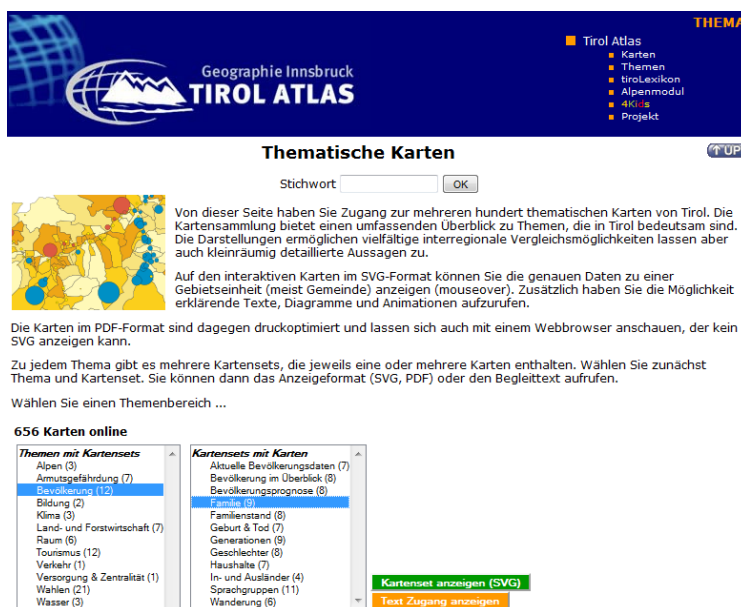 THEMA
Tirol Atlas
Karten
Themen
tiroLexikon
Alpenmodul
4Kids
Projekt
Geographie Innsbruck
TIROL ATLAS
Thematische Karten
UP
Stichwort
OK
Von dieser Seite haben Sie Zugang zur mehreren hundert thematischen Karten von Tirol. Die
Kartensammlung bietet einen umfassenden Überblick zu Themen, die in Tirol bedeutsam sind.
Die Darstellungen ermöglichen vielfältige interregionale Vergleichsmöglichkeiten lassen aber
auch kleinräumig detaillierte Aussagen zu.
Auf den interaktiven Karten im SVG-Format können Sie die genauen Daten zu einer
Gebietseinheit (meist Gemeinde) anzeigen (mouseover). Zusätzlich haben Sie die Möglichkeit
erklärende Texte, Diagramme und Animationen aufzurufen.
Die Karten im PDF-Format sind dagegen druckoptimiert und lassen sich auch mit einem Webbrowser anschauen, der kein
SVG anzeigen kann.
Zu jedem Thema gibt es mehrere Kartensets, die jeweils eine oder mehrere Karten enthalten. Wählen Sie zunächst
Thema und Kartenset. Sie können dann das Anzeigeformat (SVG, PDF) oder den Begleittext aufrufen.
Wählen Sie einen Themenbereich ...
656 Karten online
Themen mit Kartensets
Alpen (3)
Armutsgefährdung (7)
Bevölkerung (12)
Bildung (2)
Klima (3)
Land- und Forstwirtschaft (7)
Raum (6)
Tourismus (12)
Verkehr (1)
Versorgung & Zentralität (1)
Wahlen (21)
Wasser (3)
Kartensets mit Karten
Aktuelle Bevölkerungsdaten (7)
Bevölkerung im Überblick (8)
Bevölkerungsprognose (8)
Familie (9)
Familienstand (8)
Geburt & Tod (7)
Generationen (9)
Geschlechter (8)
Haushalte (7)
In- und Ausländer (4)
Sprachgruppen (11)
Wanderung (6)
Kartenset anzeigen (SVG)
Text Zugang anzeigen